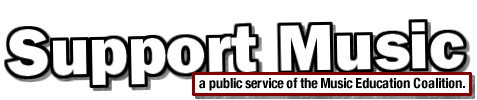 Support Music
a public service of the Music Education Coalition.